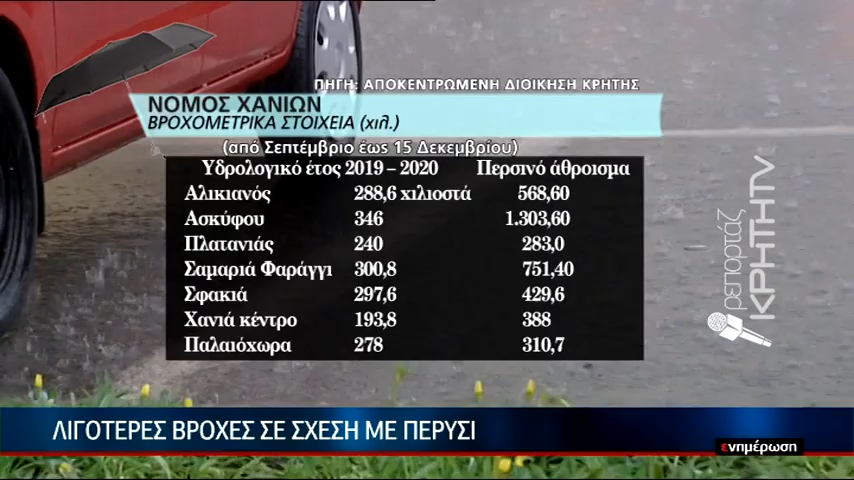 ΠΗΓΗ: ΑΠΟΚΕΝΤΡΩΜΕΝΗ ΔΙΟΙΚΗΣΗ ΚΡΗΤΗΣ
ΝΟΜΟΣ ΧΑΝΙΩΝ
ΒΡΟΧΟΜΕΤΡΙΚΑ ΣΤΟΙΧΕΙΑ (χιλ.)
(από Σεπτέμβριο έως 15 Δεκεμβρίου)
Υδρολογικό έτος 2019 – 2020 Περσινό άθροισμα
Αλικιανός 288,6 χιλιοστά 568,60
Ασκύφου 346 1.303,60
Πλατανιάς 240 283,0
Σαμαριά Φαράγγι 300,8 751,40
Σφακιά 297,6 429,6
Χανιά κέντρο 193,8 388
Παλαιόχωρα 278 310,7
ρεπορτάζ
ΚΡΗΤΗTV
ΛΙΓΟΤΕΡΕΣ ΒΡΟΧΕΣ ΣΕ ΣΧΕΣΗ ΜΕ ΠΕΡΥΣΙ
ενημέρωση